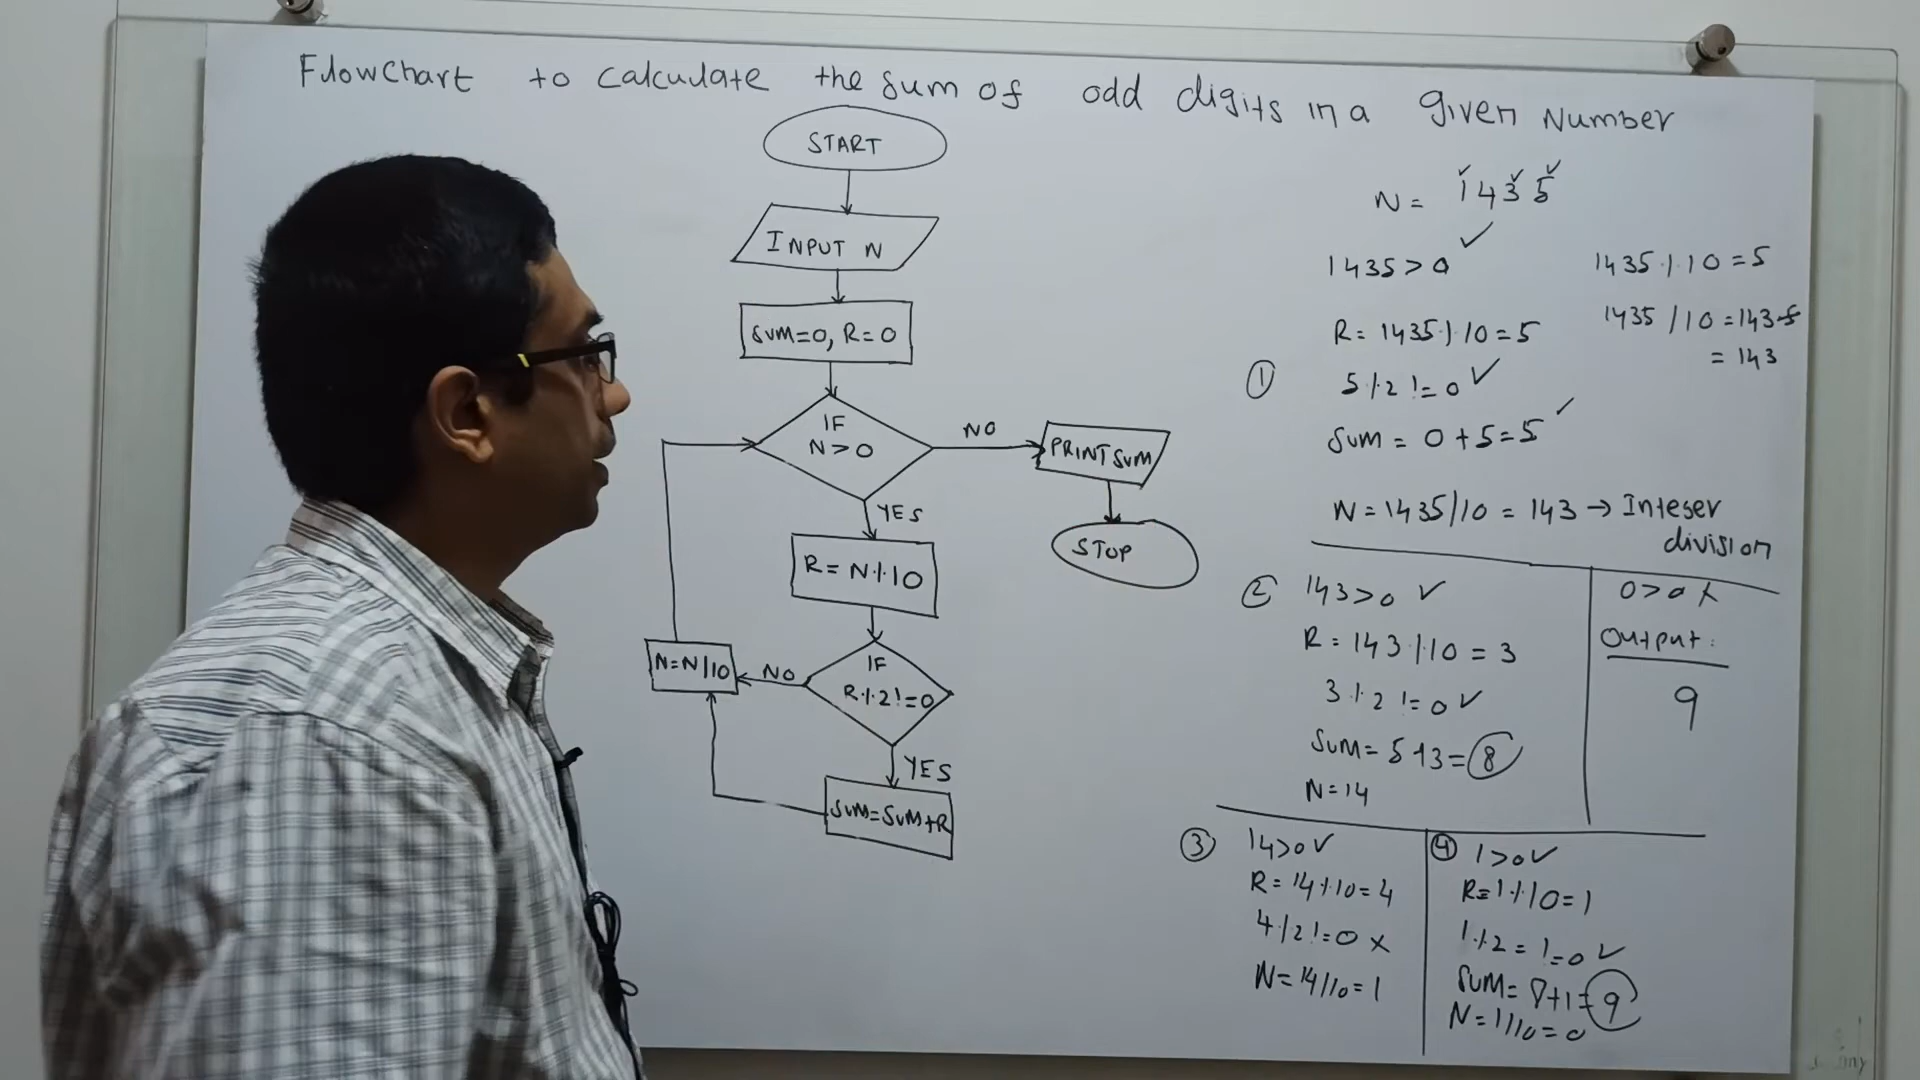 FlowChart to calculate the sum of odd digits in a given Number
START
INPUT N
SUM=0, R=0
IF
N>0
NO
PRINT SUM
STOP
YES
R= N%10
IF
R%2!=0
NO
N=N/10
YES
SUM=SUM+R
N = 1435
1435>0 ✓
R= 1435%10=5
① 5%2 !=0 ✓
SUM = 0+5=5 ✓
N=1435/10 = 143 → Integer
division
1435%10=5
1435/10=143.5
=143
② 143>0 ✓
R=143%10=3
3%2 !=0 ✓
SUM=5+3=8
N=14
0>0 x
Output:
9
③ 14>0 ✓
R=14%10=4
4%2!=0 x
N=14/10=1
④ 1>0 ✓
R=1%10=1
1%2= !=0 ✓
SUM=8+1=9
N=1/10=0